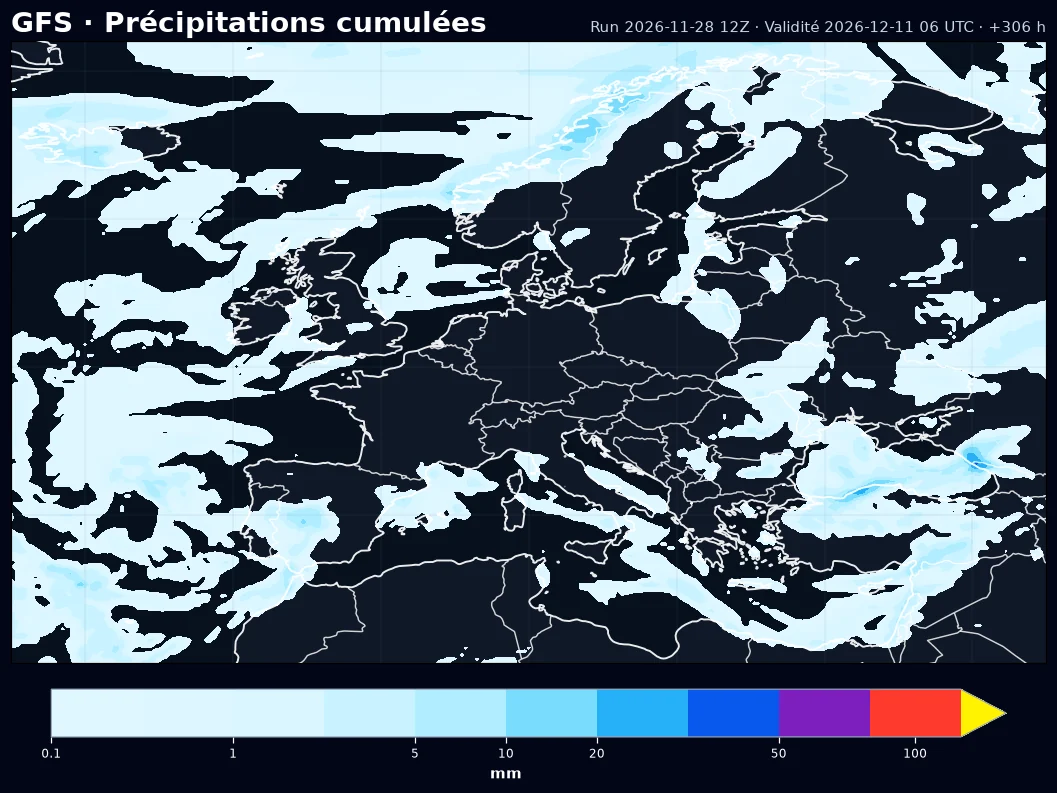 GFS · Précipitations cumulées
Run 2026-11-28 12Z · Validité 2026-12-11 06 UTC · +306 h
0.1 1 5 10 20 50 100
mm